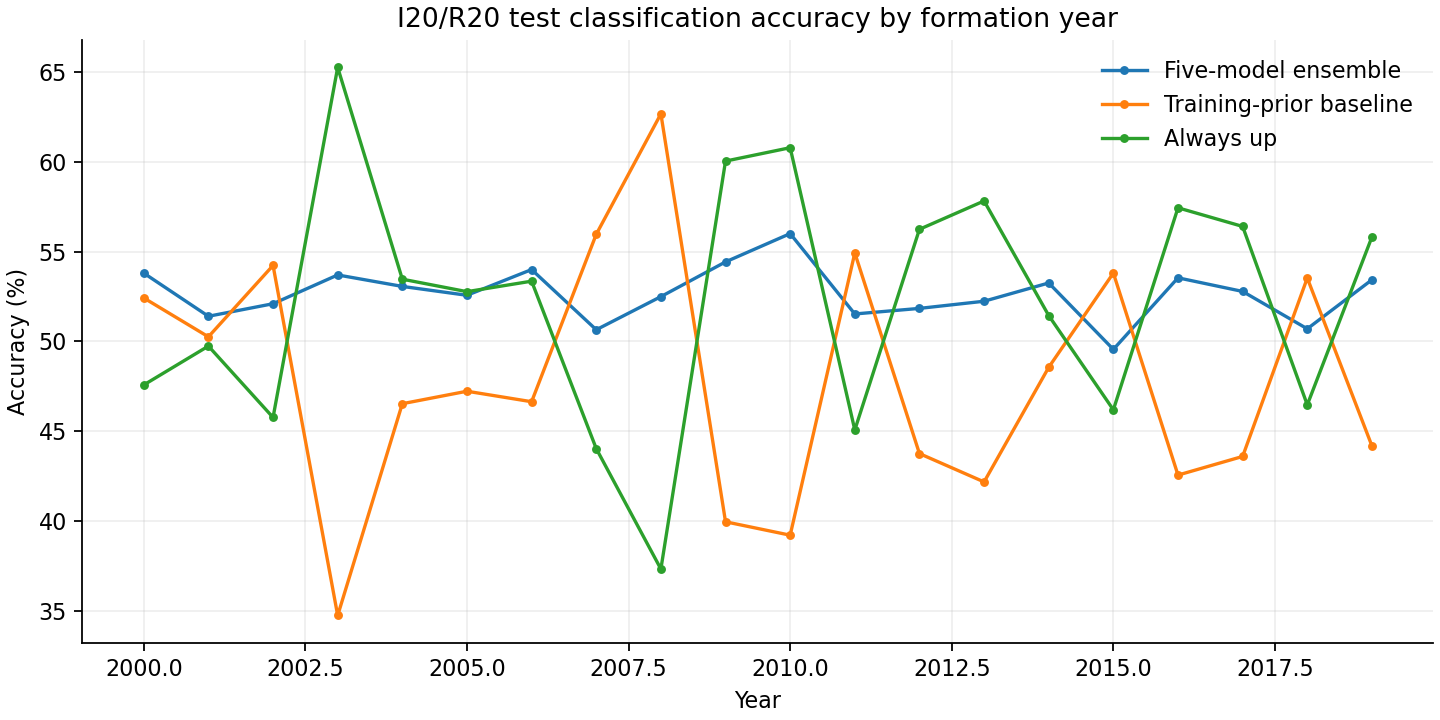 I20/R20 test classification accuracy by formation year
Five-model ensemble
Training-prior baseline
Always up
Accuracy (%)
65
60
55
50
45
40
35
2000.0 2002.5 2005.0 2007.5 2010.0 2012.5 2015.0 2017.5
Year